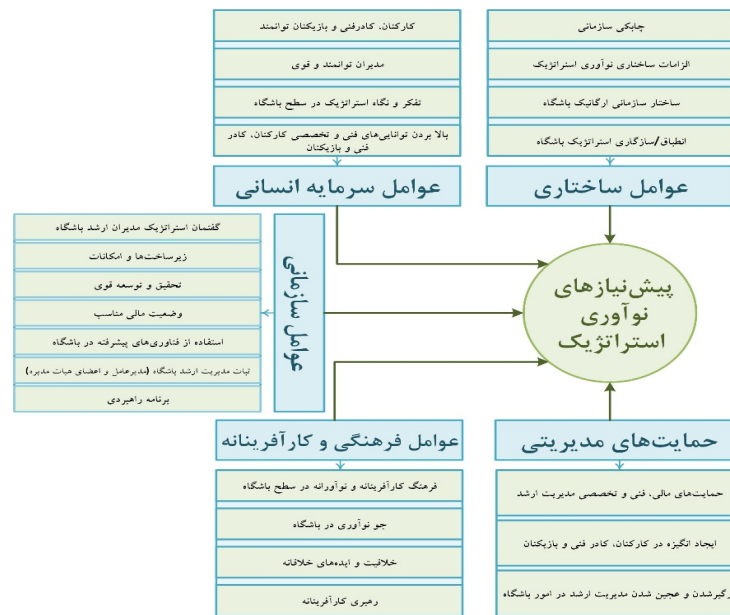 چابکی سازمانی
الزامات ساختاری نوآوری استراتژیک
ساختار سازمانی ارگانیک باشگاه
انطباق/سازگاری استراتژیک باشگاه
عوامل ساختاری
کارکنان، کادرفنی و بازیکنان توانمند
مدیران توانمند و قوی
تفکر و نگاه استراتژیک در سطح باشگاه
بالا بردن توانایی‌های فنی و تخصصی کارکنان، کادر
فنی و بازیکنان
عوامل سرمایه انسانی
پیش‌نیازهای
نوآوری
استراتژیک
عوامل سازمانی
گفتمان استراتژیک مدیران ارشد باشگاه
زیرساخت‌ها و امکانات
تحقیق و توسعه قوی
وضعیت مالی مناسب
استفاده از فناوری‌های پیشرفته در باشگاه
ثبات مدیریت ارشد باشگاه (مدیرعامل و اعضای هیات مدیره)
برنامه راهبردی
حمایت‌های مدیریتی
حمایت‌های مالی، فنی و تخصصی مدیریت ارشد
ایجاد انگیزه در کارکنان، کادر فنی و بازیکنان
رگیرشدن و عجین شدن مدیریت ارشد در امور باشگاه
عوامل فرهنگی و کارآفرینانه
فرهنگ کارآفرینانه و نوآورانه در سطح باشگاه
جو نوآوری در باشگاه
خلاقیت و ایده‌های خلاقانه
رهبری کارآفرینانه